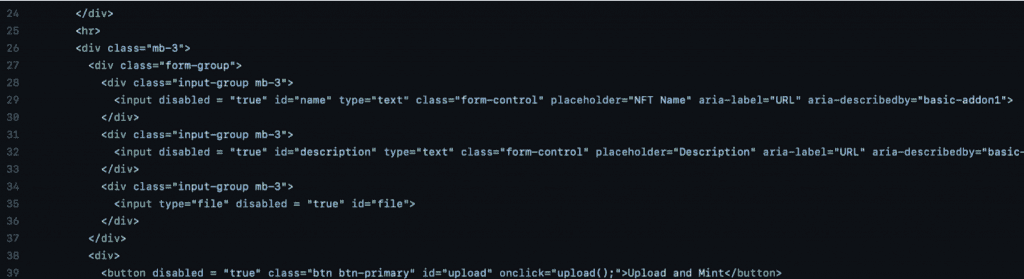 24 </div>
25 <hr>
26 <div class="mb-3">
27 <div class="form-group">
28 <div class="input-group mb-3">
29 <input disabled = "true" id="name" type="text" class="form-control" placeholder="NFT Name" aria-label="URL" aria-describedby="basic-addon1">
30 </div>
31 <div class="input-group mb-3">
32 <input disabled = "true" id="description" type="text" class="form-control" placeholder="Description" aria-label="URL" aria-describedby="basic-
33 </div>
34 <div class="input-group mb-3">
35 <input type="file" disabled = "true" id="file">
36 </div>
37 </div>
38 <div>
39 <button disabled = "true" class="btn btn-primary" id="upload" onclick="upload();">Upload and Mint</button>